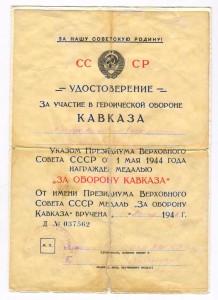 ЗА НАШУ СОВЕТСКУЮ РОДИНУ!
СС СР
УДОСТОВЕРЕНИЕ
ЗА УЧАСТИЕ В ГЕРОИЧЕСКОЙ ОБОРОНЕ
КАВКАЗА
УКАЗОМ ПРЕЗИДИУМА ВЕРХОВНОГО
СОВЕТА СССР ОТ 1 МАЯ 1944 ГОДА
НАГРАЖДЕН МЕДАЛЬЮ
"ЗА ОБОРОНУ КАВКАЗА"
ОТ ИМЕНИ ПРЕЗИДИУМА ВЕРХОВНОГО
СОВЕТА СССР МЕДАЛЬ „ЗА ОБОРОНУ
КАВКАЗА" ВРУЧЕНА 194 г.
Д № 037562
М. П.